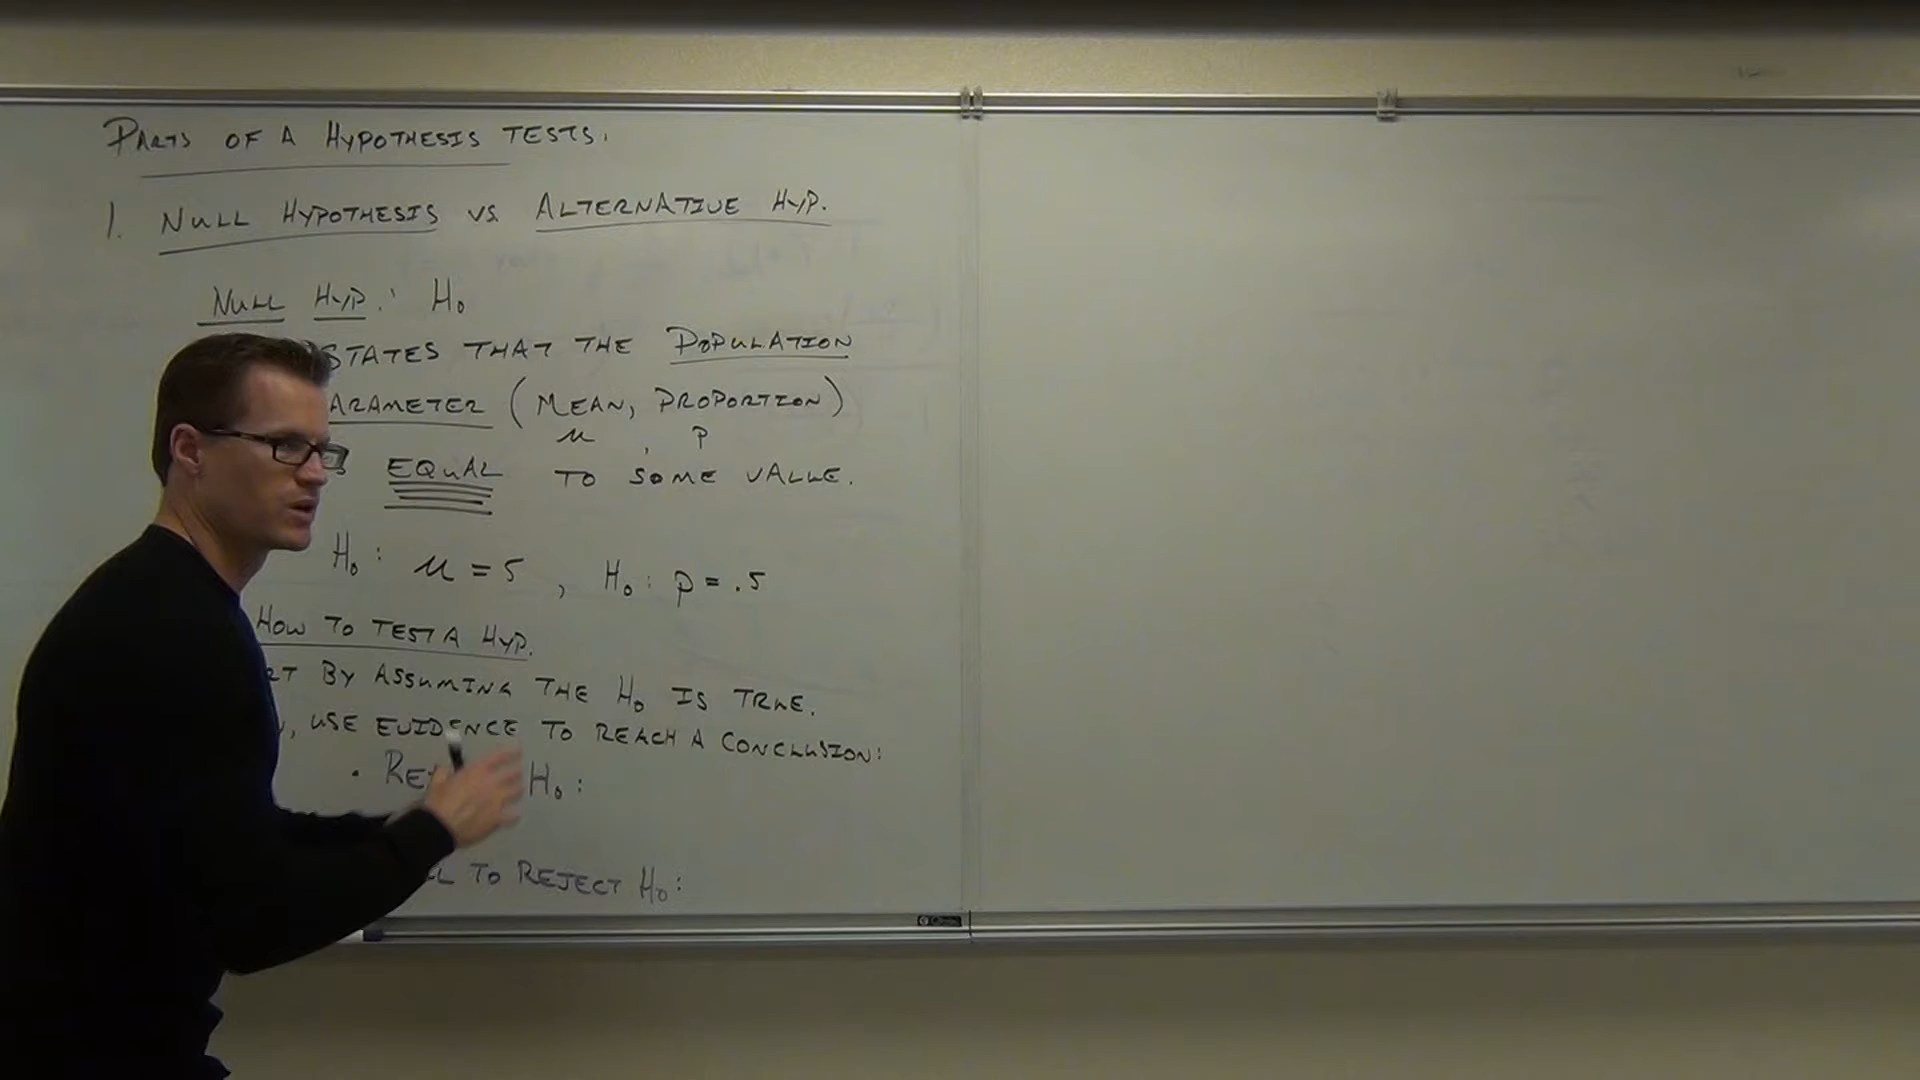 PARTS OF A HYPOTHESIS TESTS.
1. NULL HYPOTHESIS VS. ALTERNATIVE HYP.
NULL HYP.: H₀
STATES THAT THE POPULATION
ARAMETER (MEAN, PROPORTION)
μ , p
EQUAL TO SOME VALUE.
H₀: μ = 5 , H₀: p = .5
HOW TO TEST A HYP.
RT BY ASSUMING THE H₀ IS TRUE.
, USE EVIDENCE TO REACH A CONCLUSION:
• RE H₀:
L TO REJECT H₀: